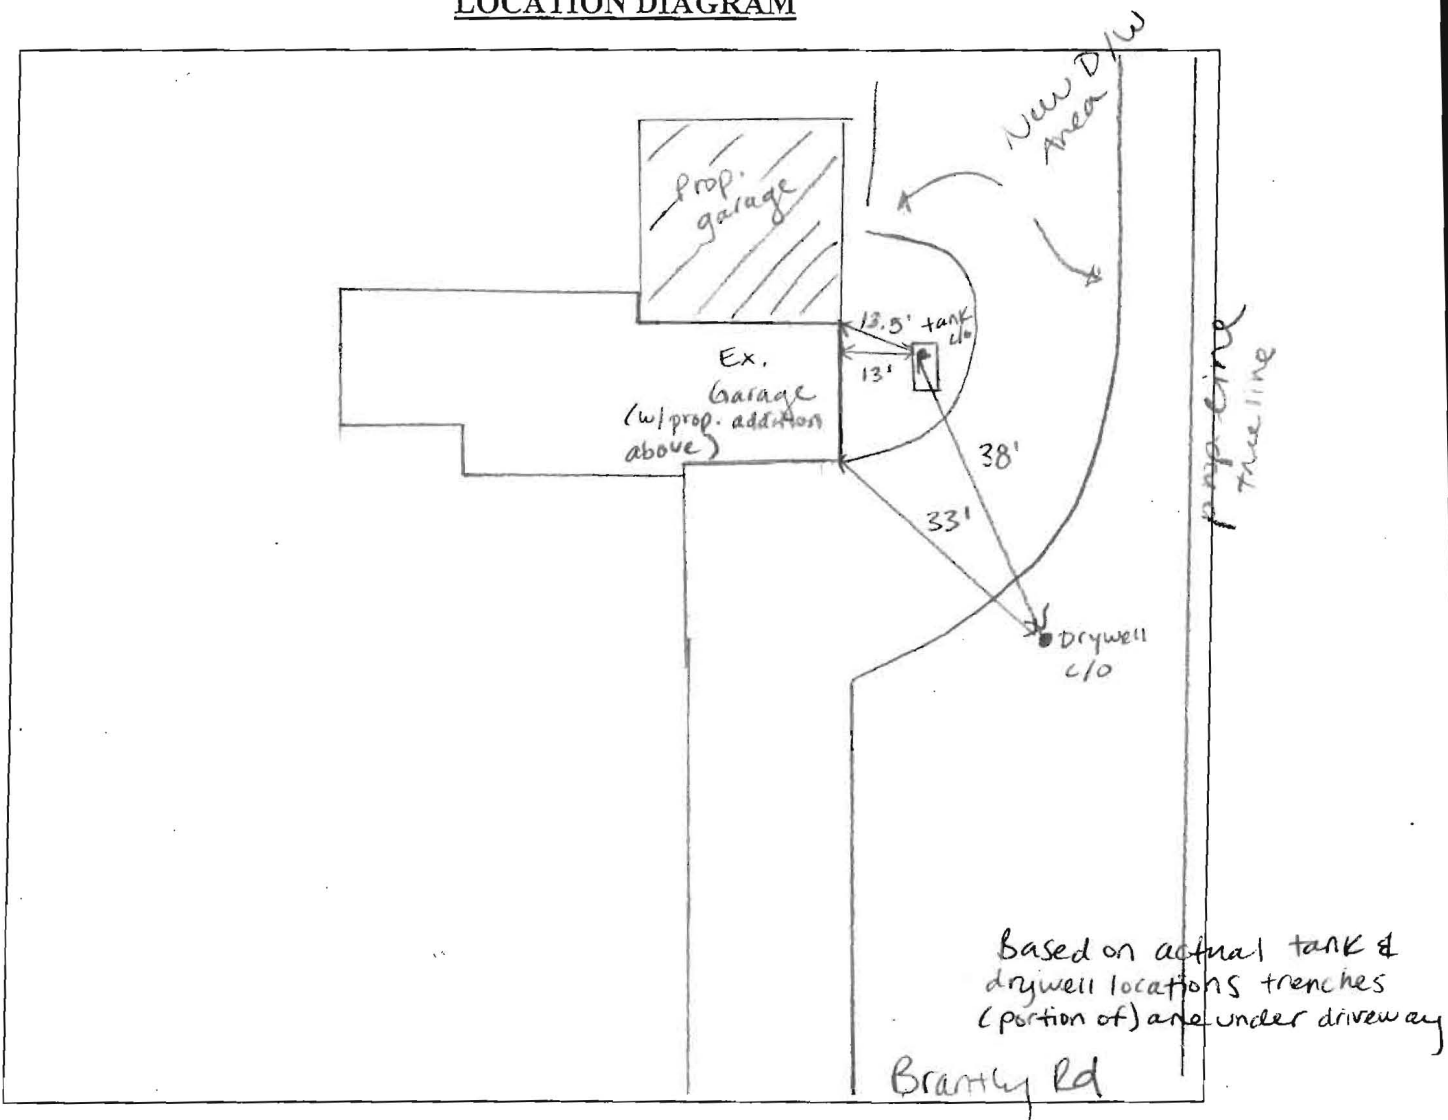 LOCATION DIAGRAM
New D/W
Area
Prop.
garage
13.5' tank
c/o
13'
Ex.
Garage
(w/prop. addition
above)
38'
33'
prop line
tree line
Drywell
c/o
Based on actual tank &
drywell locations trenches
(portion of) are under driveway
Brantly Rd